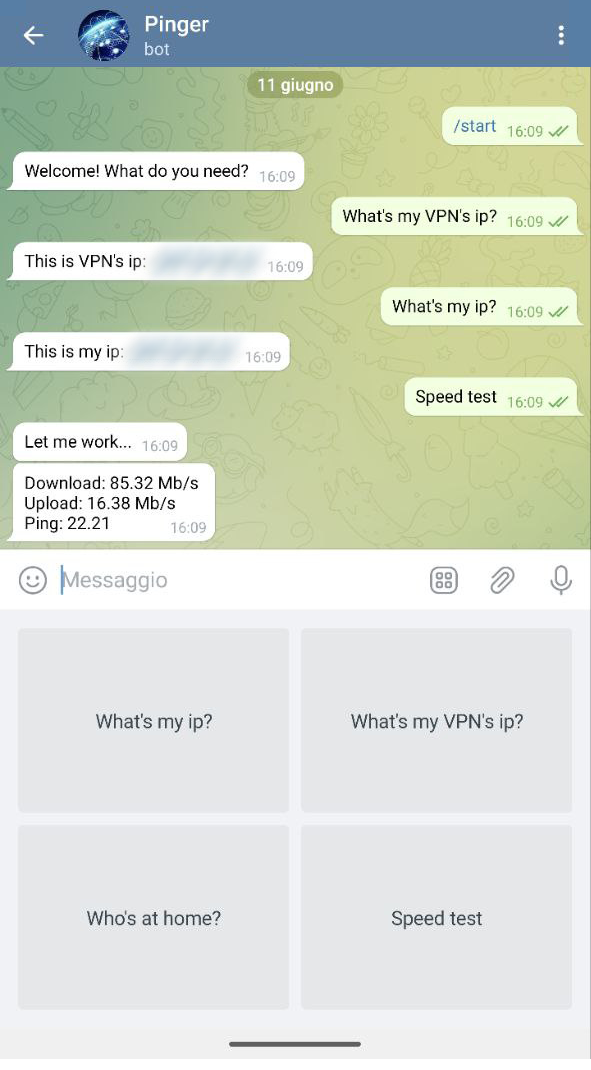 Pinger
bot
11 giugno
/start 16:09
Welcome! What do you need? 16:09
What's my VPN's ip? 16:09
This is VPN's ip: 16:09
What's my ip? 16:09
This is my ip: 16:09
Speed test 16:09
Let me work... 16:09
Download: 85.32 Mb/s
Upload: 16.38 Mb/s
Ping: 22.21 16:09
Messaggio
What's my ip? What's my VPN's ip?
Who's at home? Speed test